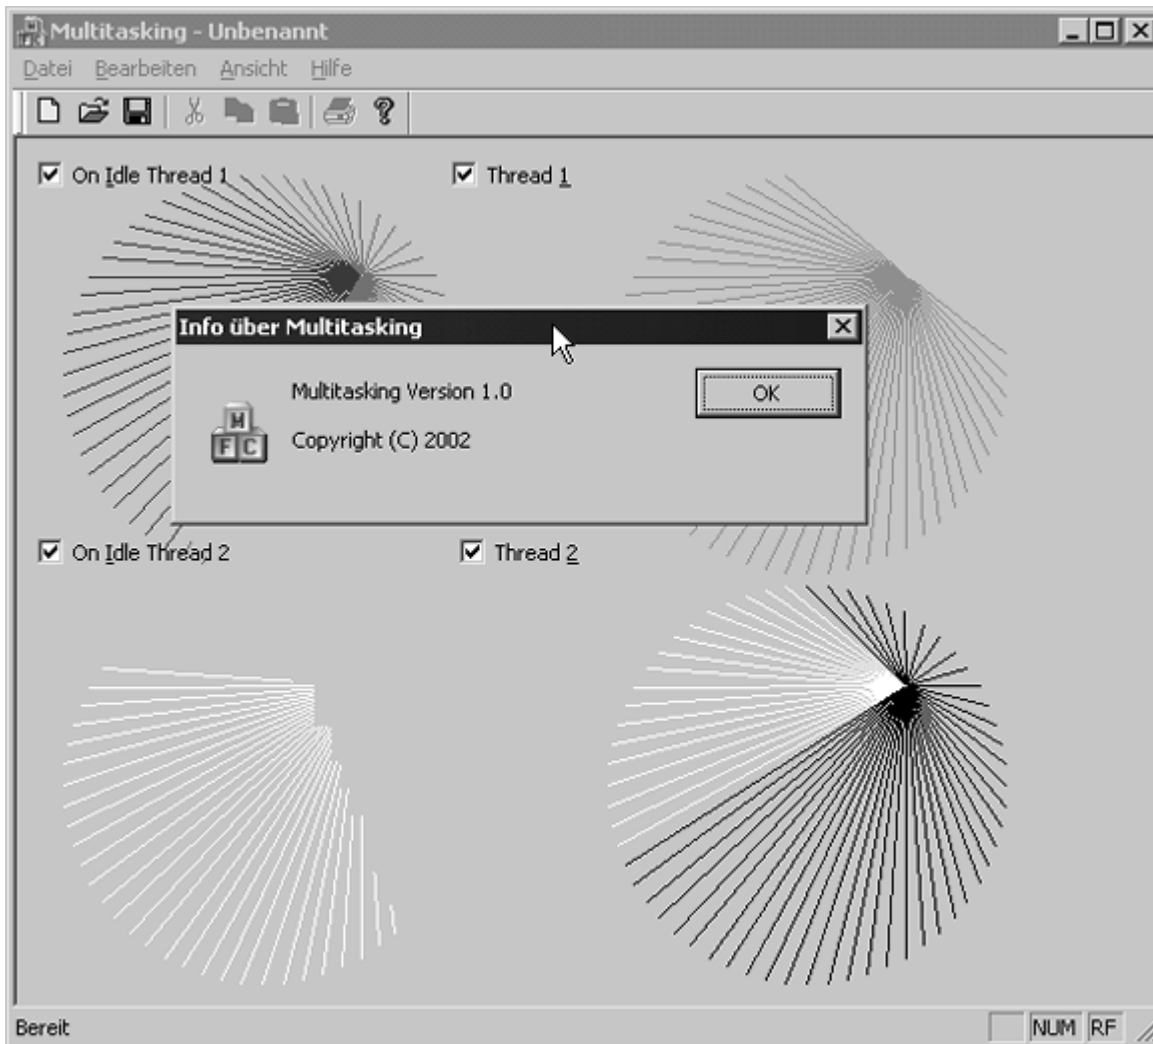 Multitasking - Unbenannt
Datei Bearbeiten Ansicht Hilfe
On Idle Thread 1
Thread 1
Info über Multitasking
Multitasking Version 1.0
OK
M
F C
Copyright (C) 2002
On Idle Thread 2
Thread 2
Bereit
NUM RF